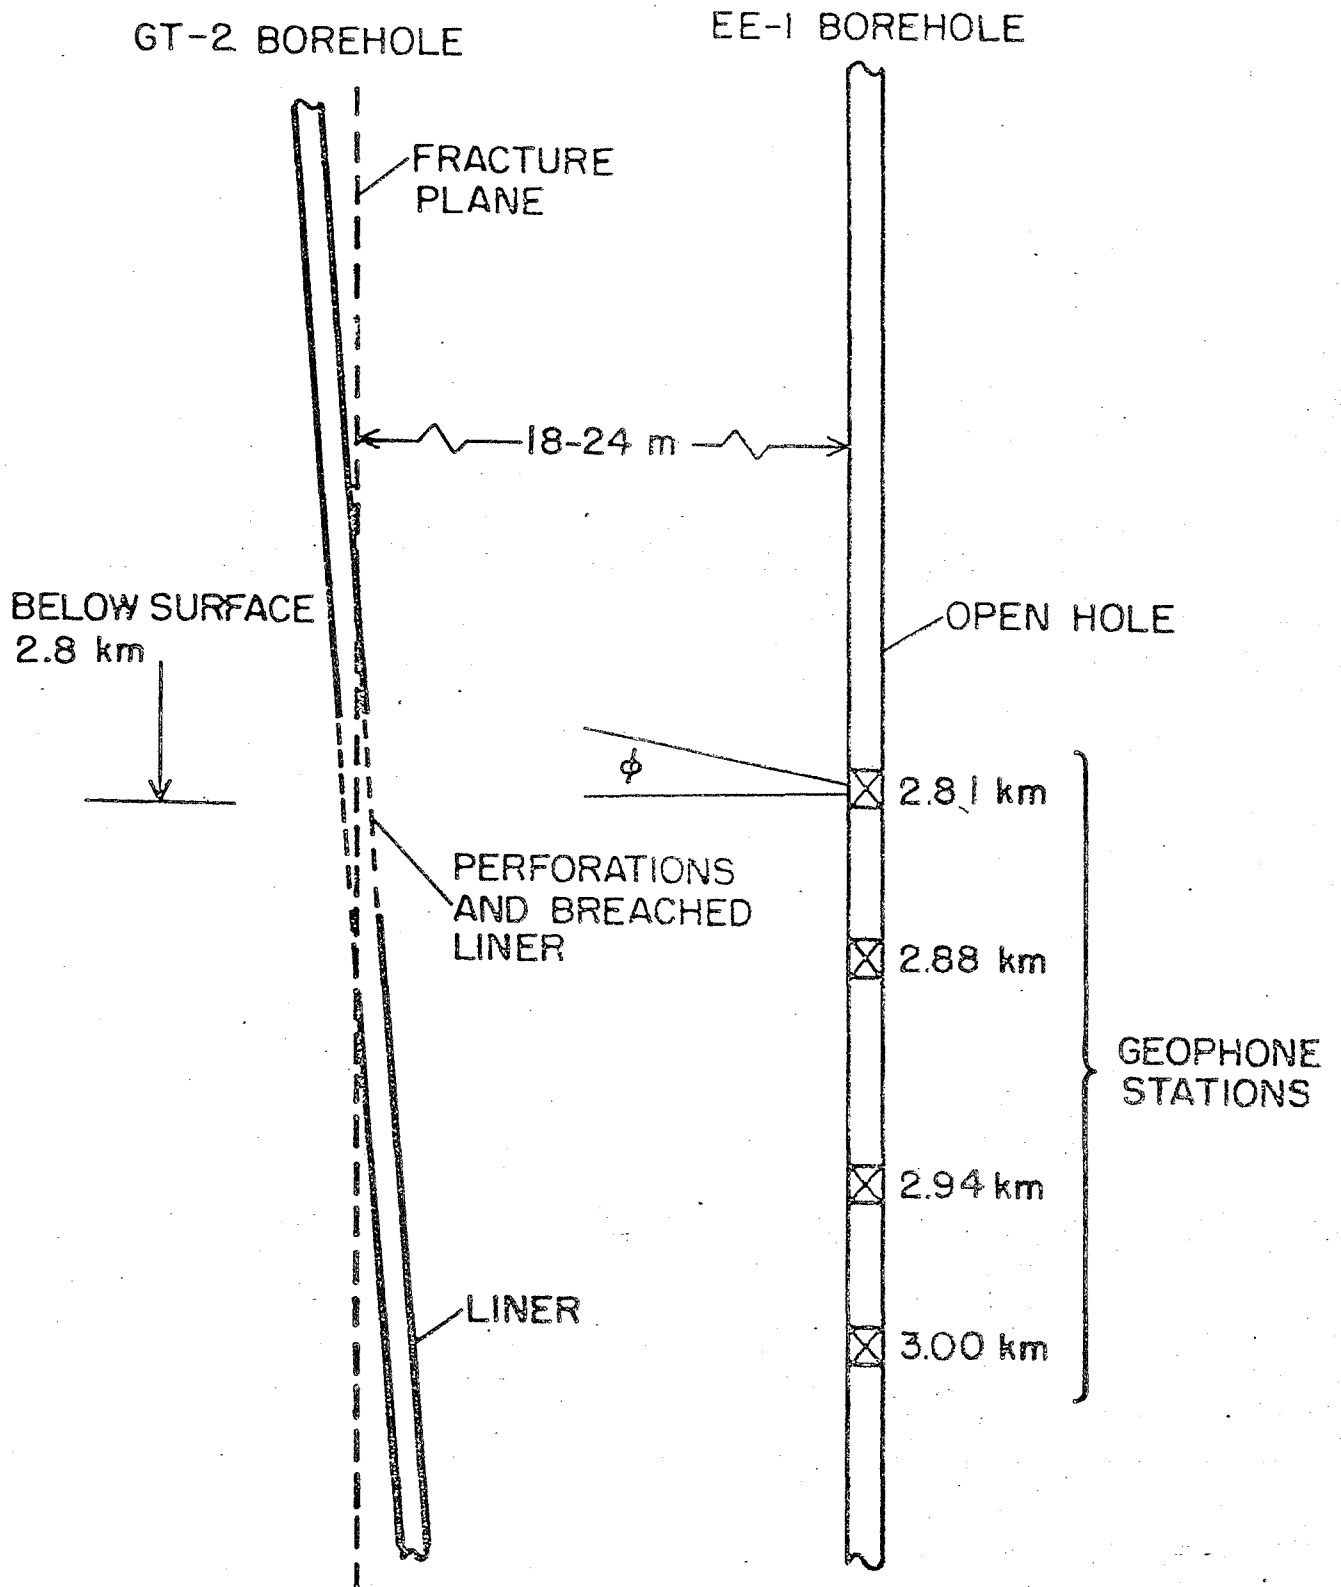 GT-2 BOREHOLE
EE-1 BOREHOLE
FRACTURE
PLANE
18-24 m
BELOW SURFACE
2.8 km
OPEN HOLE
ϕ
2.81 km
PERFORATIONS
AND BREACHED
LINER
2.88 km
GEOPHONE
STATIONS
2.94 km
LINER
3.00 km